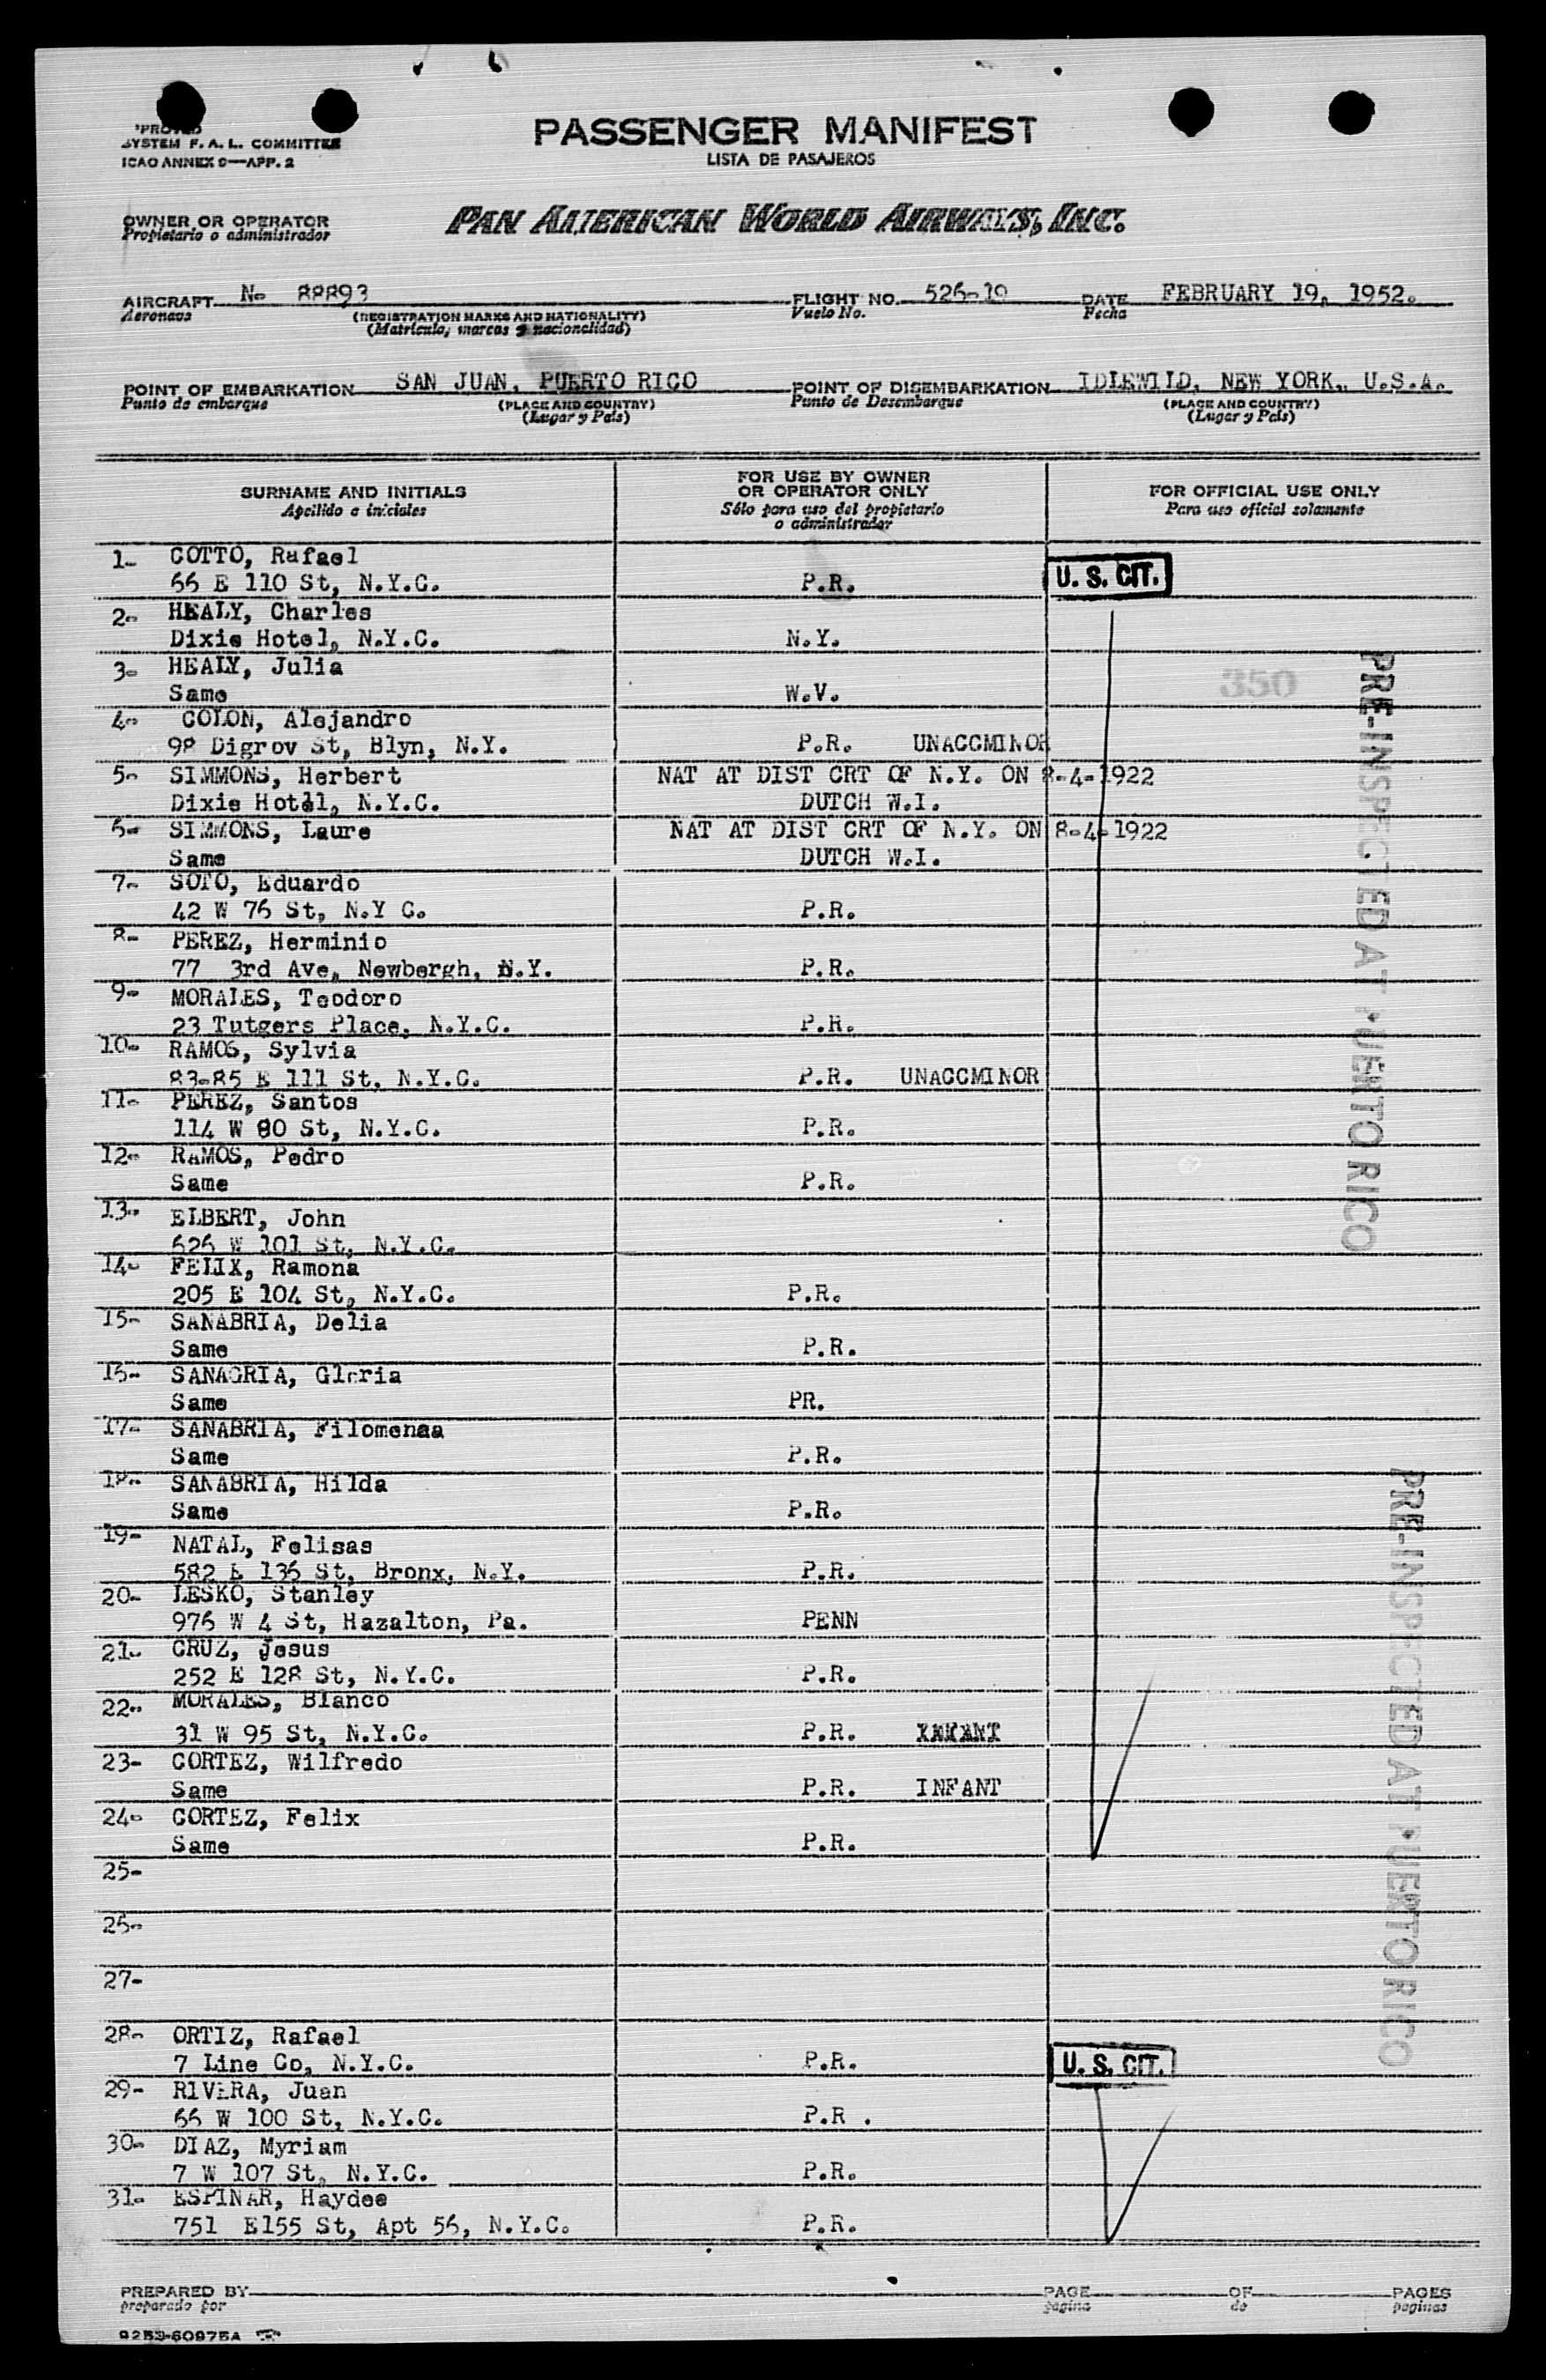 SYSTEM F. A. L. COMMITTEE
ICAO ANNEX 9—APP. 2
PASSENGER MANIFEST
LISTA DE PASAJEROS
OWNER OR OPERATOR
Propietario o administrador
PAN AMERICAN WORLD AIRWAYS, INC.
AIRCRAFT No 88893
Aeronave
(REGISTRATION MARKS AND NATIONALITY)
(Matricula, marcas y nacionalidad)
FLIGHT NO. 526-19
Vuelo No.
DATE FEBRUARY 19, 1952.
Fecha
POINT OF EMBARKATION SAN JUAN, PUERTO RICO
Punto de embarque
(PLACE AND COUNTRY)
(Lugar y País)
POINT OF DISEMBARKATION IDLEWILD, NEW YORK, U.S.A.
Punto de Desembarque
(PLACE AND COUNTRY)
(Lugar y País)
SURNAME AND INITIALS
Apellido e iniciales
FOR USE BY OWNER
OR OPERATOR ONLY
Sólo para uso del propietario
o administrador
FOR OFFICIAL USE ONLY
Para uso oficial solamente
1- COTTO, Rafael
66 E 110 St, N.Y.C. P.R. U. S. CIT.
2- HEALY, Charles
Dixie Hotel, N.Y.C. N.Y.
3- HEALY, Julia
Same W.V. 350
4- COLON, Alejandro
98 Digrov St, Blyn, N.Y. P.R. UNACCMINOR
5- SIMMONS, Herbert NAT AT DIST CRT OF N.Y. ON 8-4-1922
Dixie Hotel, N.Y.C. DUTCH W.I.
6- SIMMONS, Laure NAT AT DIST CRT OF N.Y. ON 8-4-1922
Same DUTCH W.I.
7- SOTO, Eduardo
42 W 76 St, N.Y C. P.R.
8- PEREZ, Herminio
77 3rd Ave, Newbergh, N.Y. P.R.
9- MORALES, Teodoro
23 Tutgers Place, N.Y.C. P.R.
10- RAMOS, Sylvia
83-85 E 111 St, N.Y.C. P.R. UNACCMINOR
11- PEREZ, Santos
114 W 80 St, N.Y.C. P.R.
12- RAMOS, Pedro
Same P.R.
13- ELBERT, John
626 W 101 St, N.Y.C.
14- FELIX, Ramona
205 E 104 St, N.Y.C. P.R.
15- SANABRIA, Delia
Same P.R.
16- SANABRIA, Gloria
Same PR.
17- SANABRIA, Filomenaa
Same P.R.
18- SANABRIA, Hilda
Same P.R.
19- NATAL, Felisas
582 E 136 St, Bronx, N.Y. P.R.
20- LESKO, Stanley
976 W 4 St, Hazalton, Pa. PENN
21- CRUZ, Jesus
252 E 128 St, N.Y.C. P.R.
22- MORALES, Blanco
31 W 95 St, N.Y.C. P.R.
23- CORTEZ, Wilfredo
Same P.R. INFANT
24- CORTEZ, Felix
Same P.R.
25-
26-
27-
28- ORTIZ, Rafael
7 Line Co, N.Y.C. P.R. U. S. CIT.
29- RIVERA, Juan
66 W 100 St, N.Y.C. P.R .
30- DIAZ, Myriam
7 W 107 St, N.Y.C. P.R.
31- ESPINAR, Haydee
751 E155 St, Apt 56, N.Y.C. P.R.
PRE-INSPECTED AT PUERTO RICO
PRE-INSPECTED AT PUERTO RICO
PREPARED BY
preparado por
PAGE OF PAGES
página de páginas